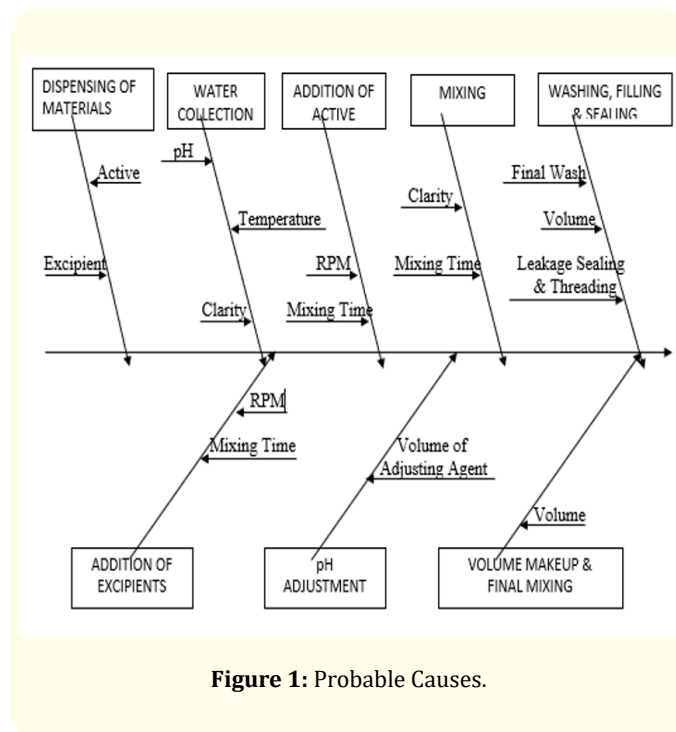 DISPENSING OF
MATERIALS
WATER
COLLECTION
ADDITION OF
ACTIVE
MIXING
WASHING, FILLING
& SEALING
pH
Active
Temperature
Excipient
Clarity
RPM
Mixing Time
Clarity
Mixing Time
Final Wash
Volume
Leakage Sealing
& Threading
RPM
Mixing Time
Volume of
Adjusting Agent
Volume
ADDITION OF
EXCIPIENTS
pH
ADJUSTMENT
VOLUME MAKEUP &
FINAL MIXING
Figure 1: Probable Causes.